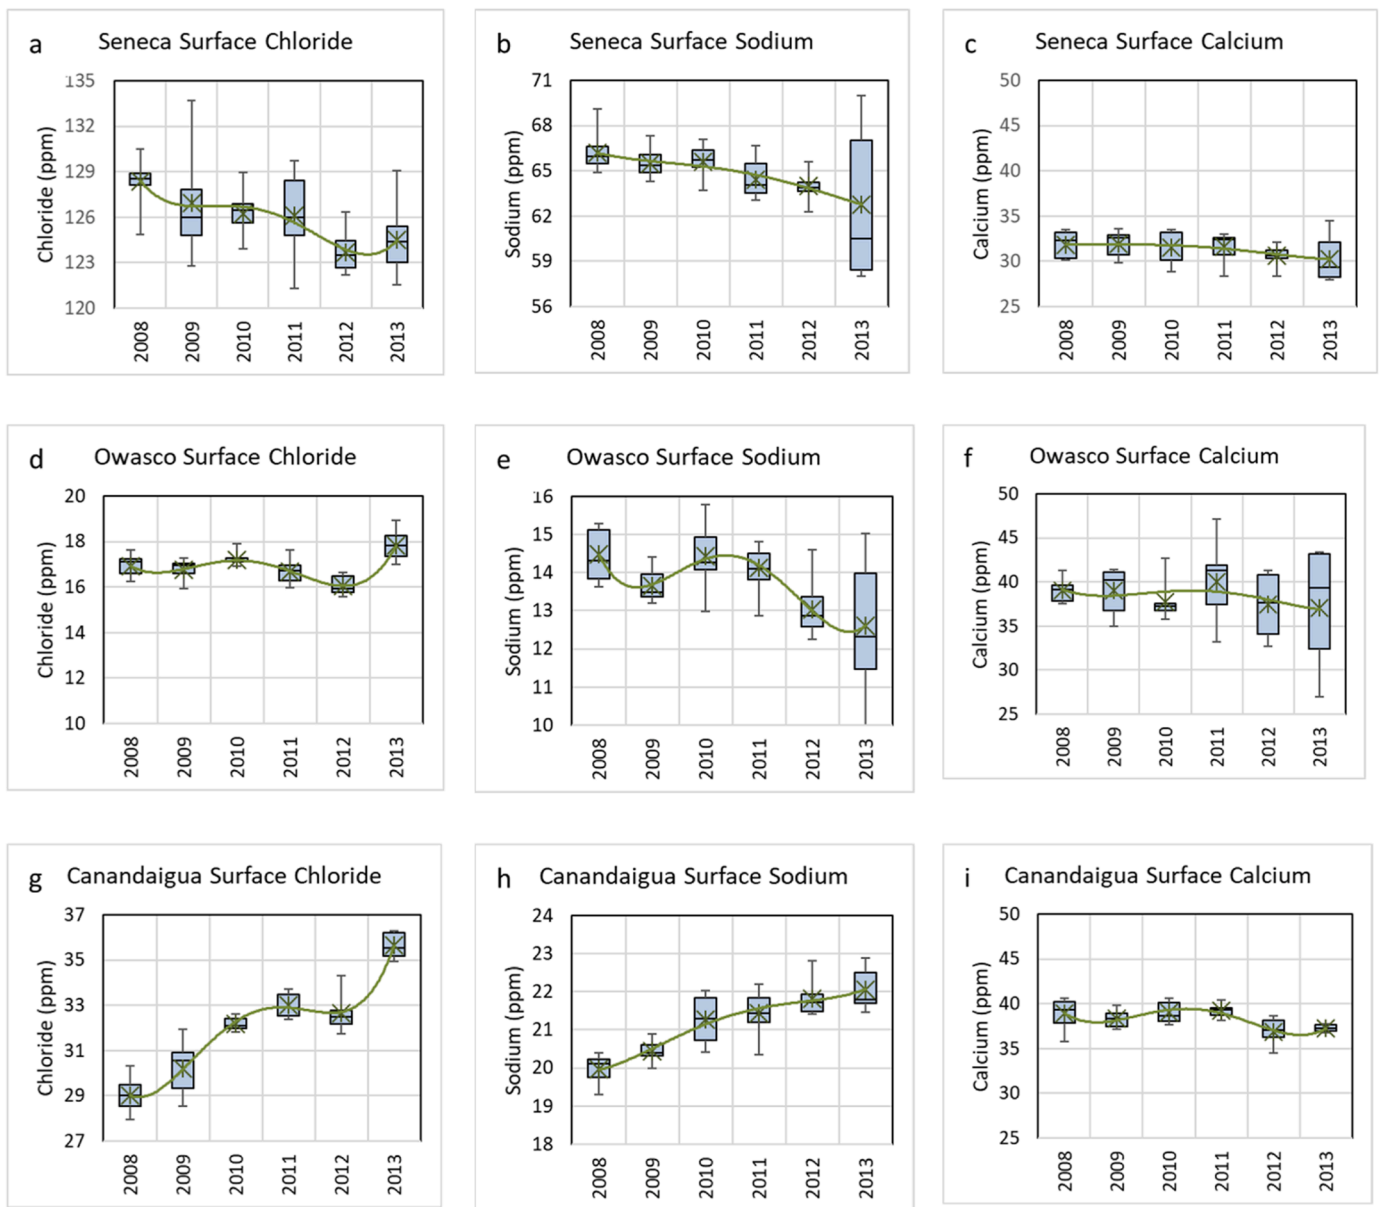 a Seneca Surface Chloride
Chloride (ppm)
135
132
129
126
123
120
2008 2009 2010 2011 2012 2013
b Seneca Surface Sodium
Sodium (ppm)
71
68
65
62
59
56
2008 2009 2010 2011 2012 2013
c Seneca Surface Calcium
Calcium (ppm)
50
45
40
35
30
25
2008 2009 2010 2011 2012 2013
d Owasco Surface Chloride
Chloride (ppm)
20
18
16
14
12
10
2008 2009 2010 2011 2012 2013
e Owasco Surface Sodium
Sodium (ppm)
16
15
14
13
12
11
10
2008 2009 2010 2011 2012 2013
f Owasco Surface Calcium
Calcium (ppm)
50
45
40
35
30
25
2008 2009 2010 2011 2012 2013
g Canandaigua Surface Chloride
Chloride (ppm)
37
35
33
31
29
27
2008 2009 2010 2011 2012 2013
h Canandaigua Surface Sodium
Sodium (ppm)
24
23
22
21
20
19
18
2008 2009 2010 2011 2012 2013
i Canandaigua Surface Calcium
Calcium (ppm)
50
45
40
35
30
25
2008 2009 2010 2011 2012 2013